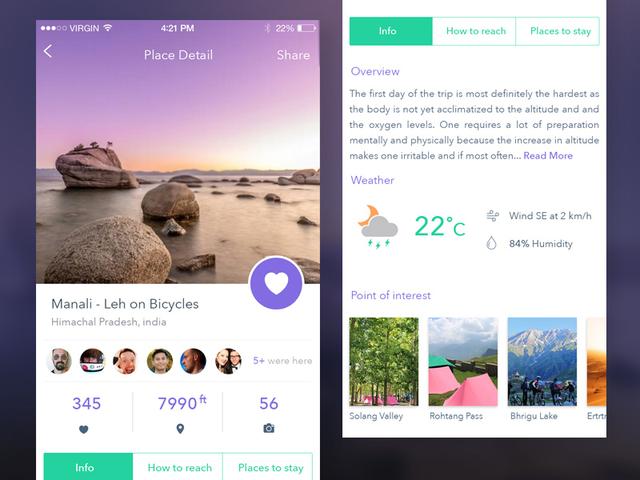 VIRGIN 4:21 PM 22%
Place Detail Share
Manali - Leh on Bicycles
Himachal Pradesh, india
5+ were here
345 7990 ft 56
Info How to reach Places to stay
Info How to reach Places to stay
Overview
The first day of the trip is most definitely the hardest as
the body is not yet acclimatized to the altitude and and
the oxygen levels. One requires a lot of preparation
mentally and physically because the increase in altitude
makes one irritable and if most often... Read More
Weather
22°C
Wind SE at 2 km/h
84% Humidity
Point of interest
Solang Valley Rohtang Pass Bhrigu Lake